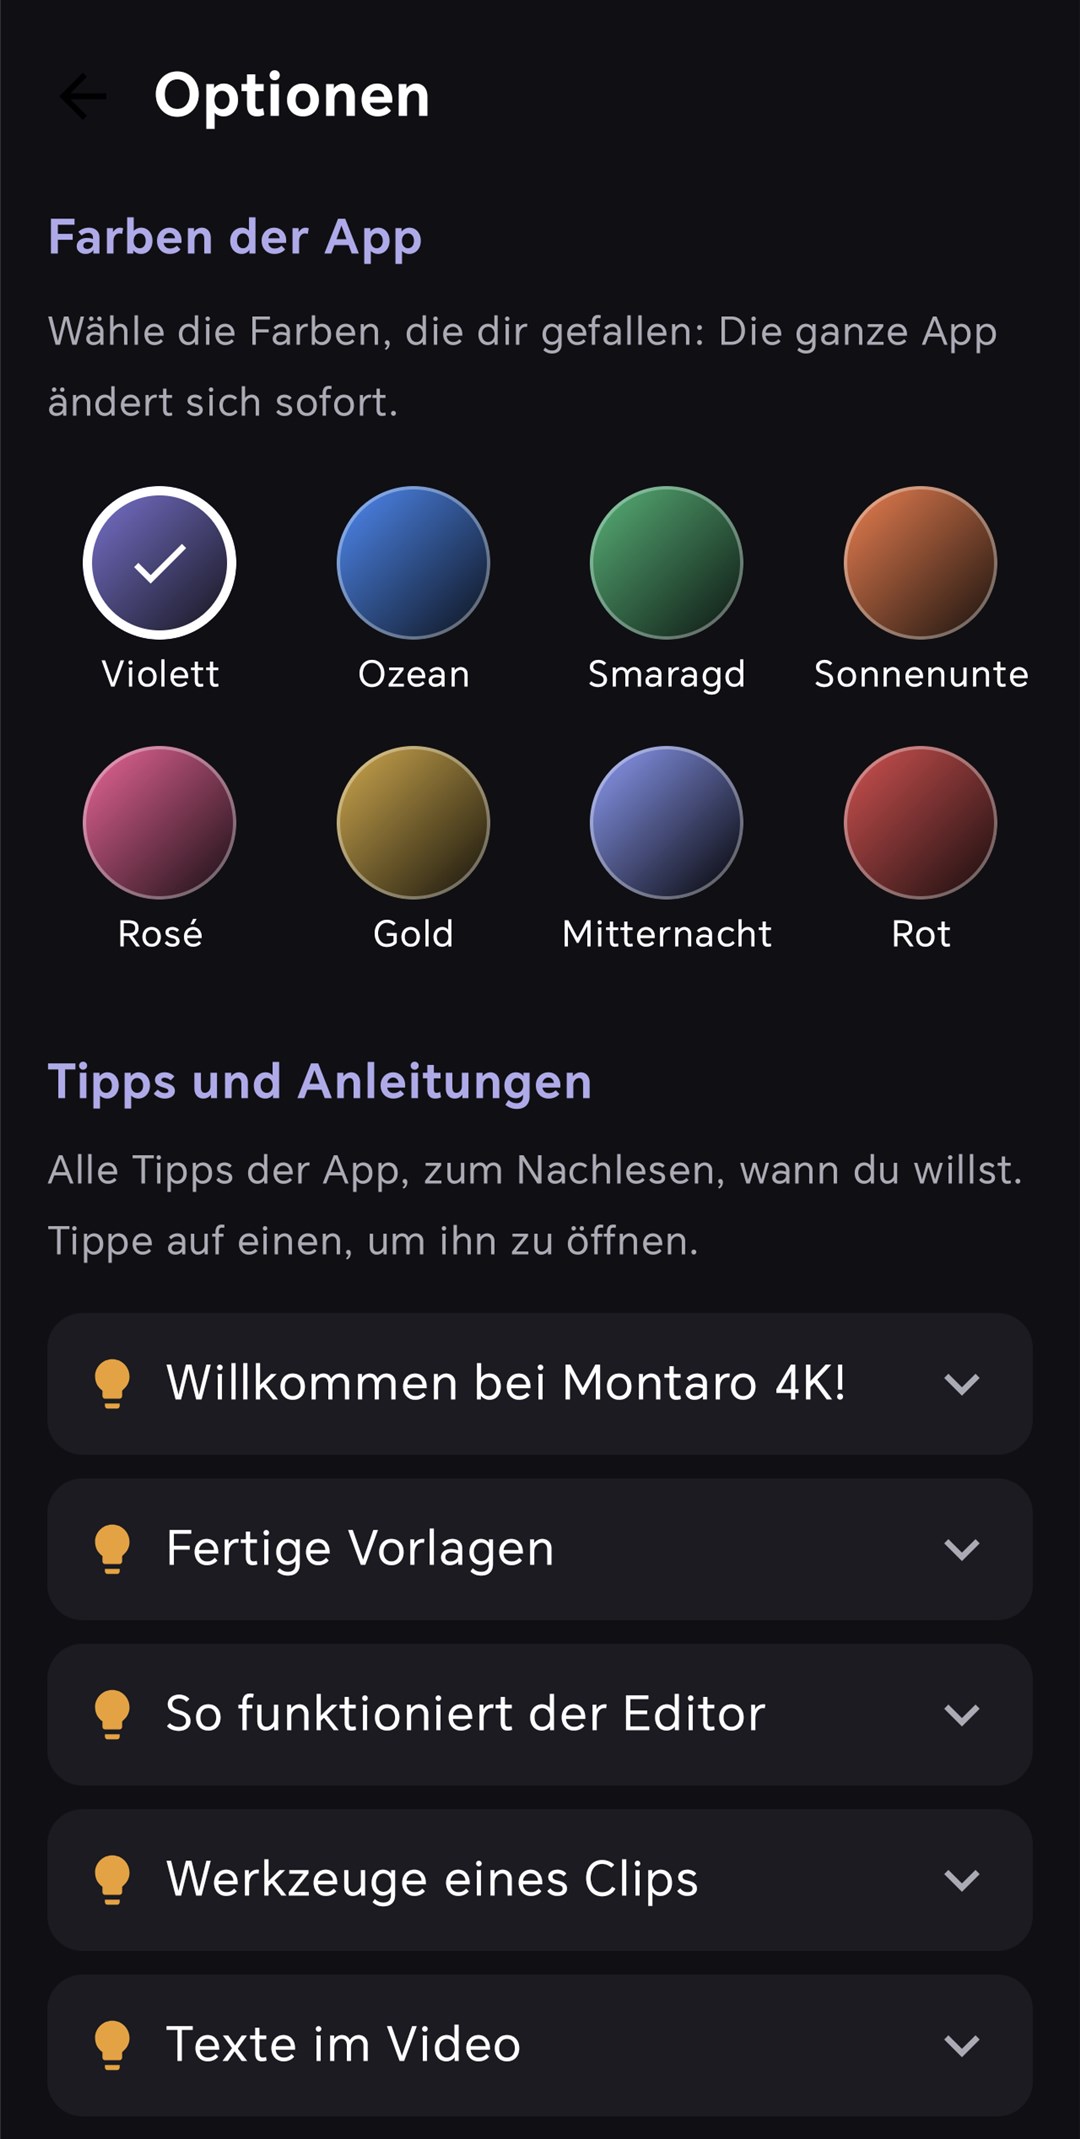 Optionen
Farben der App
Wähle die Farben, die dir gefallen: Die ganze App
ändert sich sofort.
Violett
Ozean
Smaragd
Sonnenunte
Rosé
Gold
Mitternacht
Rot
Tipps und Anleitungen
Alle Tipps der App, zum Nachlesen, wann du willst.
Tippe auf einen, um ihn zu öffnen.
Willkommen bei Montaro 4K!
Fertige Vorlagen
So funktioniert der Editor
Werkzeuge eines Clips
Texte im Video